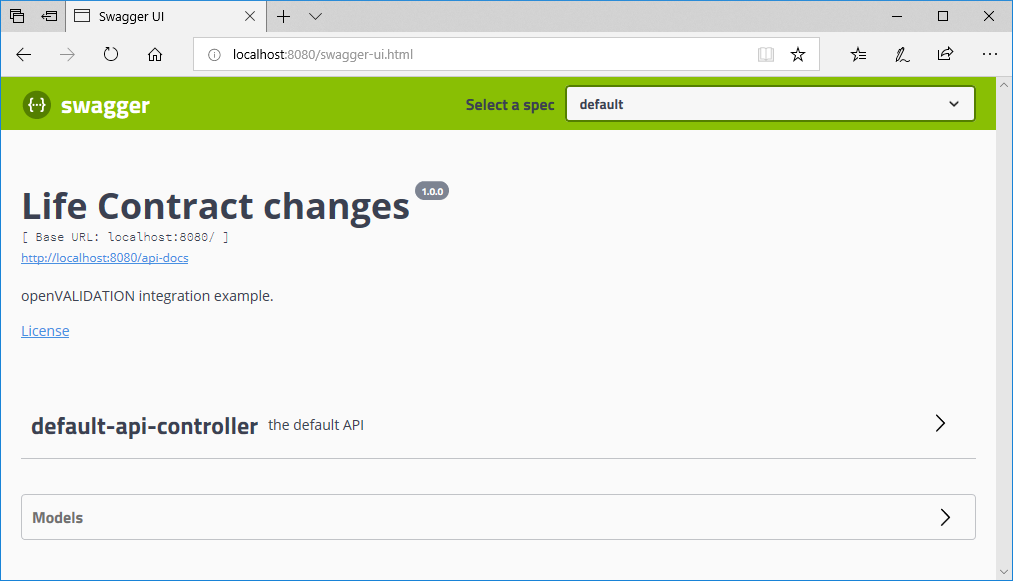 Swagger UI
localhost:8080/swagger-ui.html
{···} swagger
Select a spec
default
Life Contract changes 1.0.0
[ Base URL: localhost:8080/ ]
http://localhost:8080/api-docs
openVALIDATION integration example.
License
default-api-controller the default API
Models